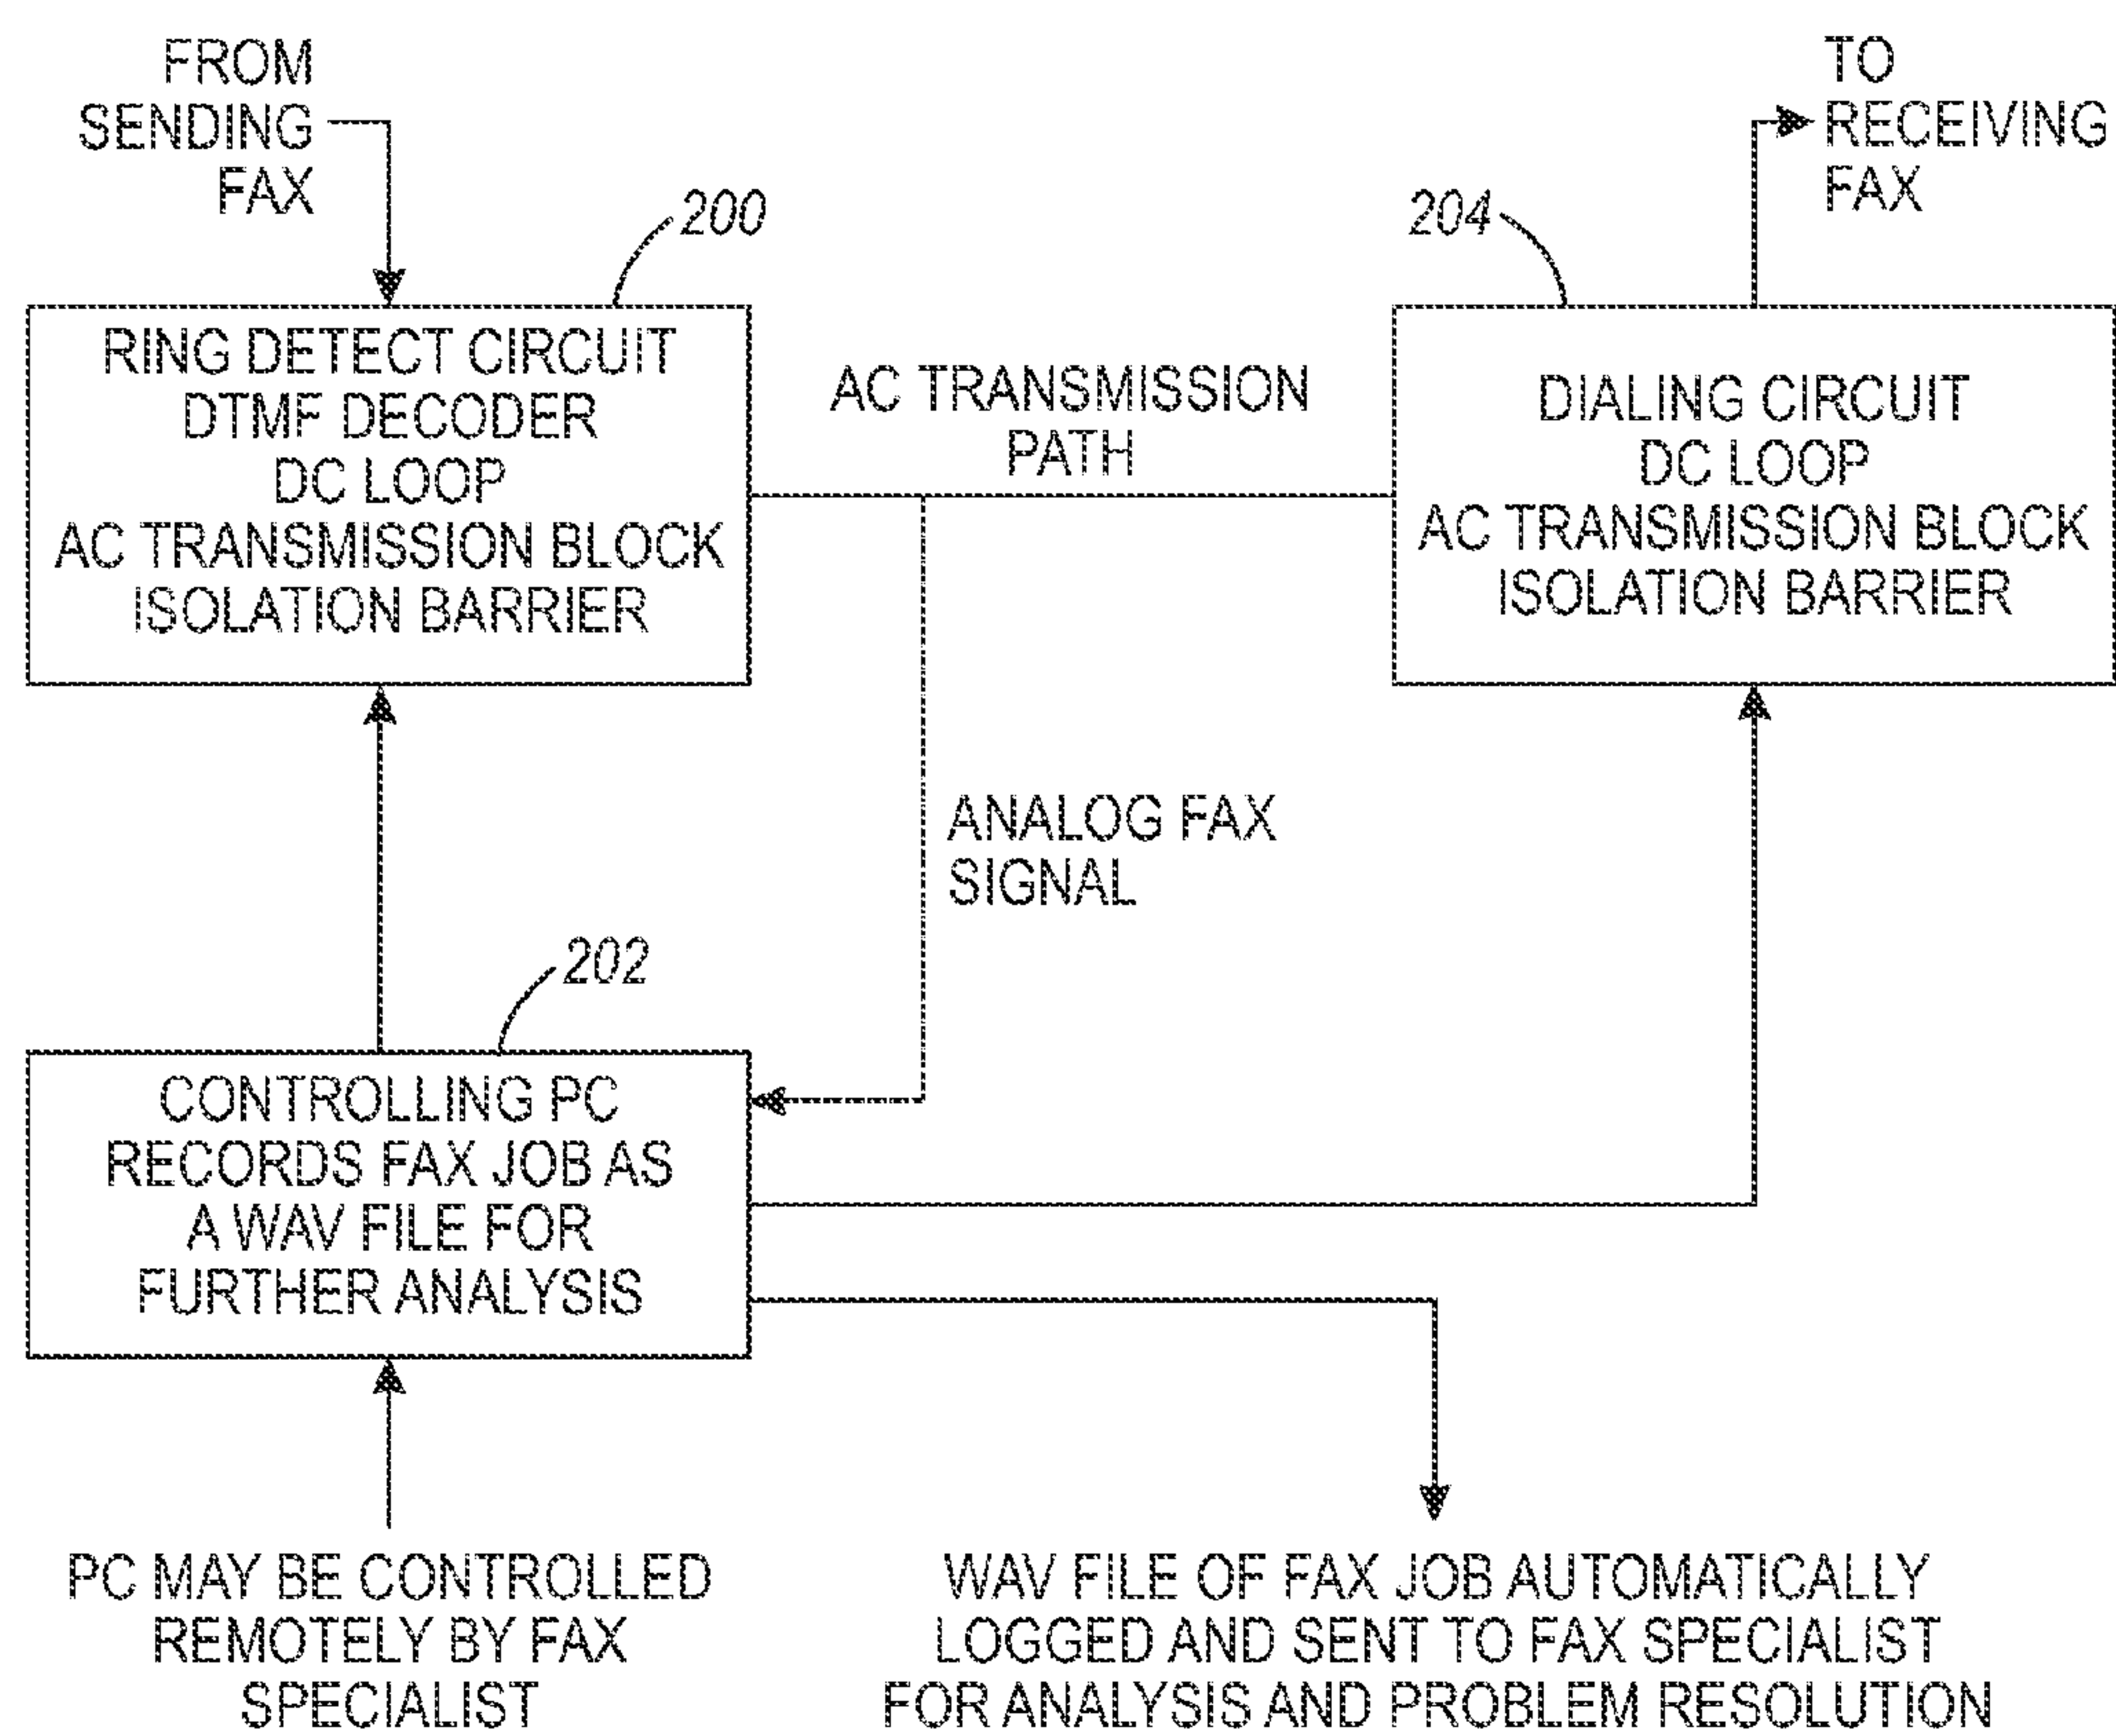 FROM
SENDING
FAX
TO
RECEIVING
FAX
200
204
RING DETECT CIRCUIT
DTMF DECODER
DC LOOP
AC TRANSMISSION BLOCK
ISOLATION BARRIER
AC TRANSMISSION
PATH
DIALING CIRCUIT
DC LOOP
AC TRANSMISSION BLOCK
ISOLATION BARRIER
ANALOG FAX
SIGNAL
202
CONTROLLING PC
RECORDS FAX JOB AS
A WAV FILE FOR
FURTHER ANALYSIS
PC MAY BE CONTROLLED
REMOTELY BY FAX
SPECIALIST
WAV FILE OF FAX JOB AUTOMATICALLY
LOGGED AND SENT TO FAX SPECIALIST
FOR ANALYSIS AND PROBLEM RESOLUTION